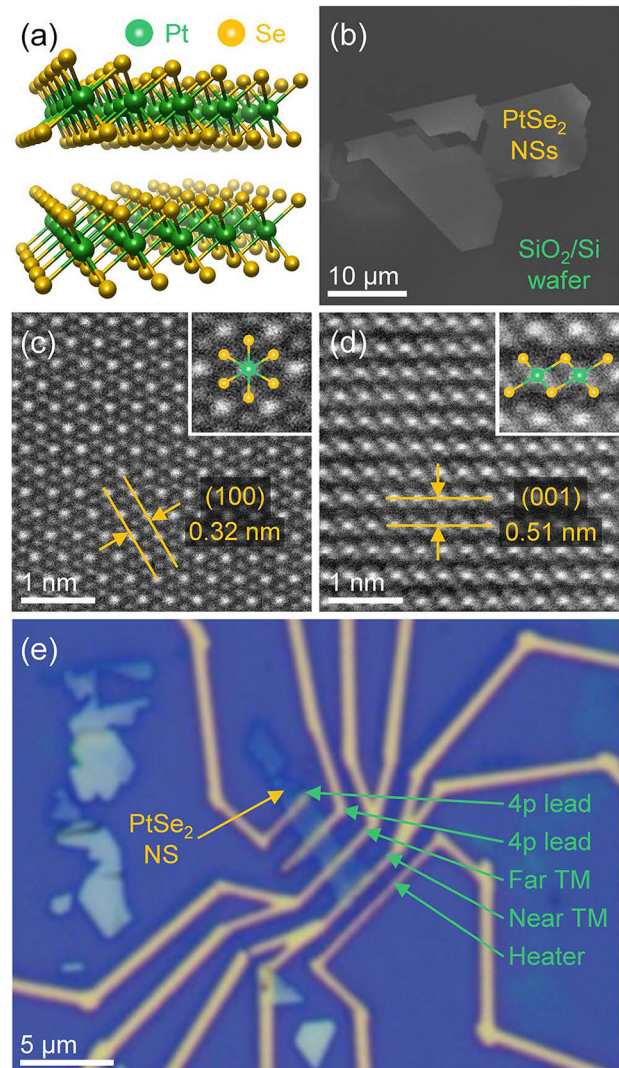 (a)
Pt
Se
(b)
PtSe₂
NSs
SiO₂/Si
wafer
10 µm
(c)
(100)
0.32 nm
1 nm
(d)
(001)
0.51 nm
1 nm
(e)
PtSe₂
NS
4p lead
4p lead
Far TM
Near TM
Heater
5 µm